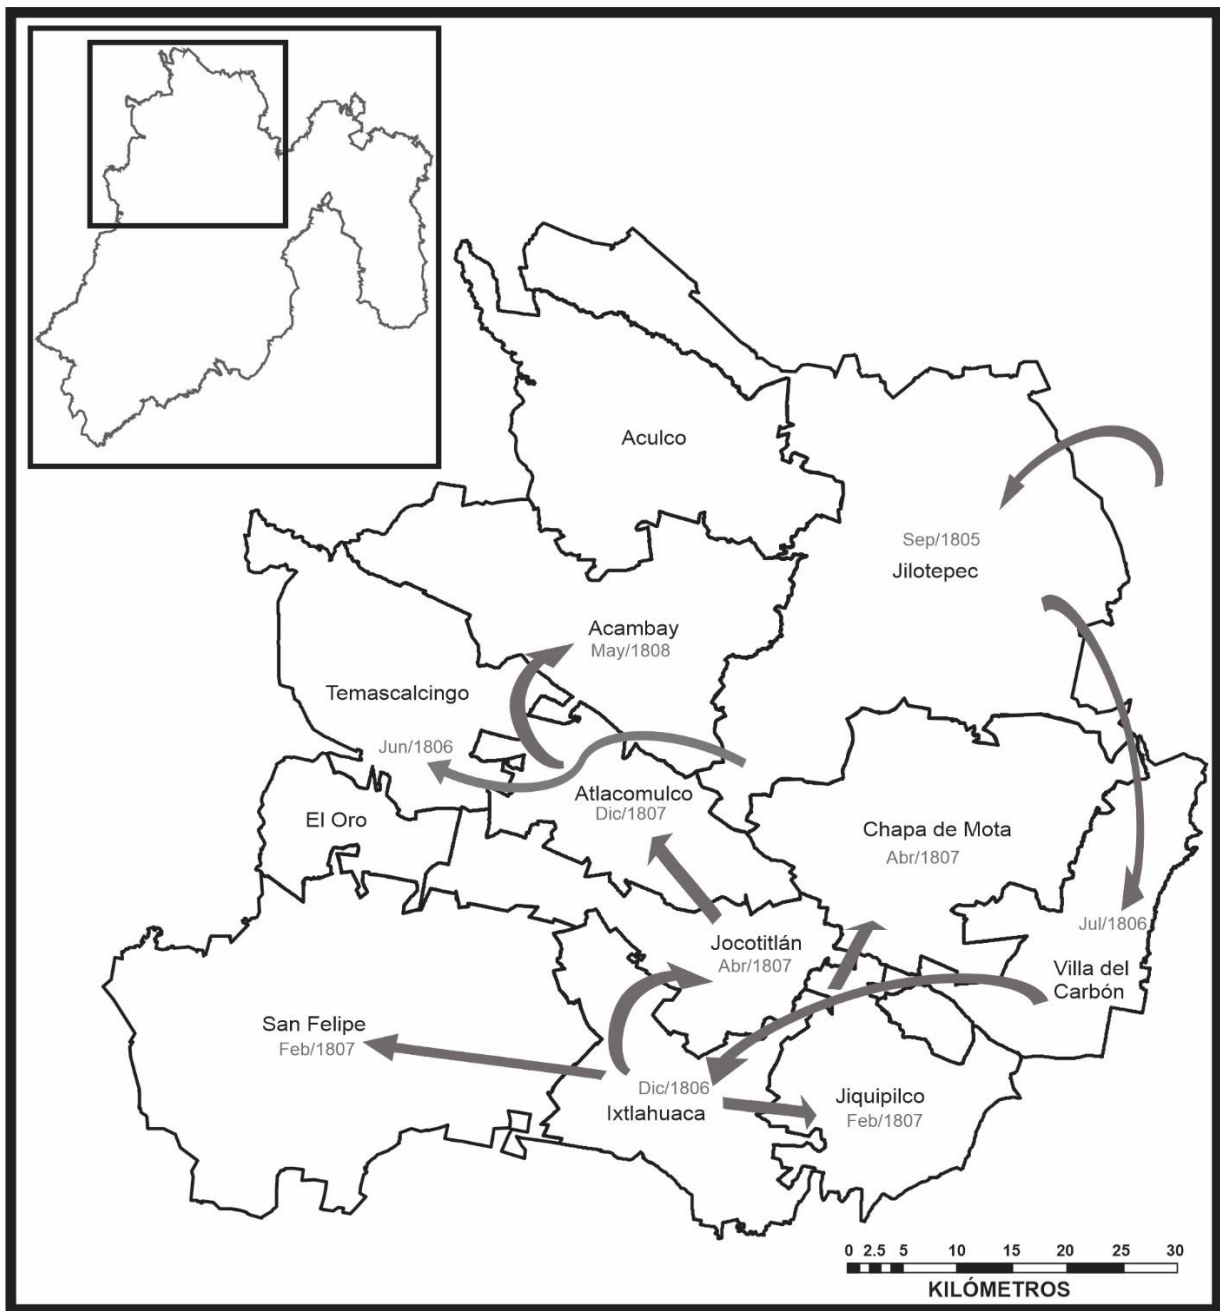 Aculco
Sep/1805
Jilotepec
Acambay
May/1808
Temascalcingo
Jun/1806
Atlacomulco
Dic/1807
El Oro
Chapa de Mota
Abr/1807
Jul/1806
Villa del
Carbón
Jocotitlán
Abr/1807
San Felipe
Feb/1807
Dic/1806
Ixtlahuaca
Jiquipilco
Feb/1807
0 2.5 5 10 15 20 25 30
KILÓMETROS